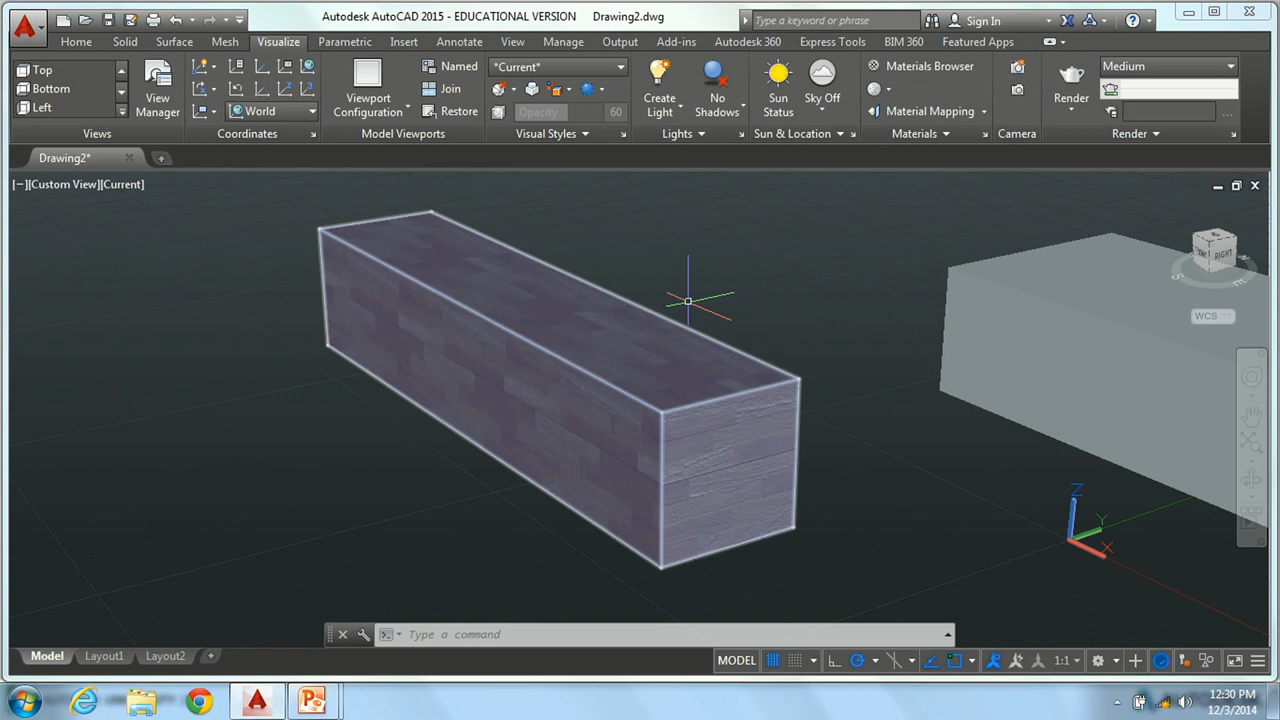 Autodesk AutoCAD 2015 - EDUCATIONAL VERSION Drawing2.dwg
Type a keyword or phrase
Sign In
Home Solid Surface Mesh Visualize Parametric Insert Annotate View Manage Output Add-ins Autodesk 360 Express Tools BIM 360 Featured Apps
Top
Bottom
Left
View
Manager
Views
World
Coordinates
Viewport
Configuration
Named
Join
Restore
Model Viewports
*Current*
Opacity 60
Visual Styles
Create
Light
No
Shadows
Lights
Sun
Status
Sky Off
Sun & Location
Materials Browser
Material Mapping
Materials
Camera
Render
Medium
Render
Drawing2*
[−][Custom View][Current]
RIGHT
S
E
WCS
Z
Y
X
Type a command
Model Layout1 Layout2
MODEL
1:1
12:30 PM
12/3/2014